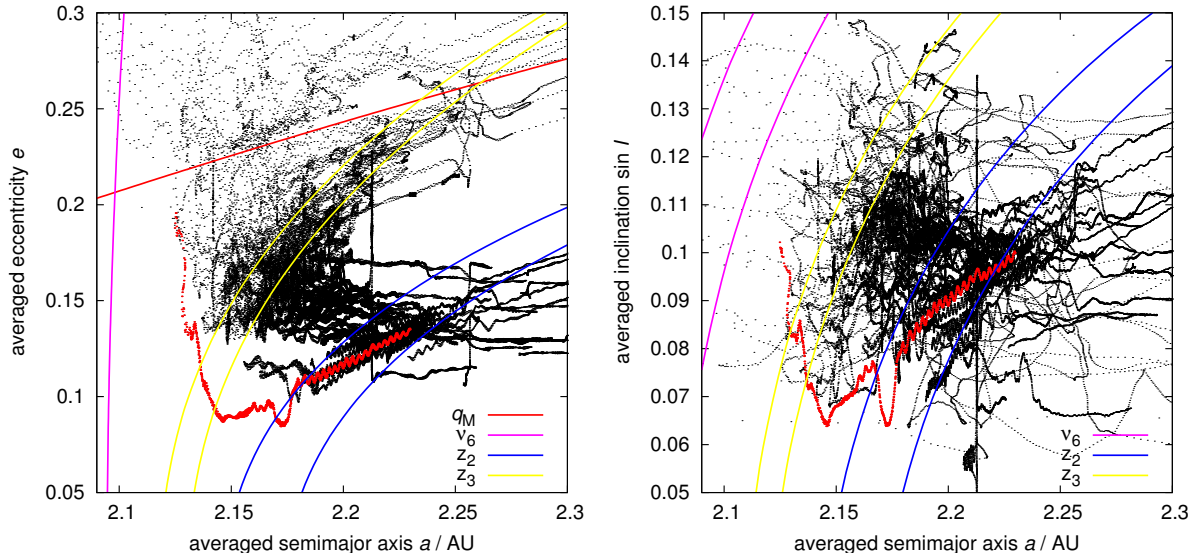 averaged eccentricity e
0.3
0.25
0.2
0.15
0.1
0.05
2.1
2.15
2.2
2.25
2.3
averaged semimajor axis a / AU
q_M
ν_6
z_2
z_3
averaged inclination sin I
0.15
0.14
0.13
0.12
0.11
0.1
0.09
0.08
0.07
0.06
0.05
2.1
2.15
2.2
2.25
2.3
averaged semimajor axis a / AU
ν_6
z_2
z_3